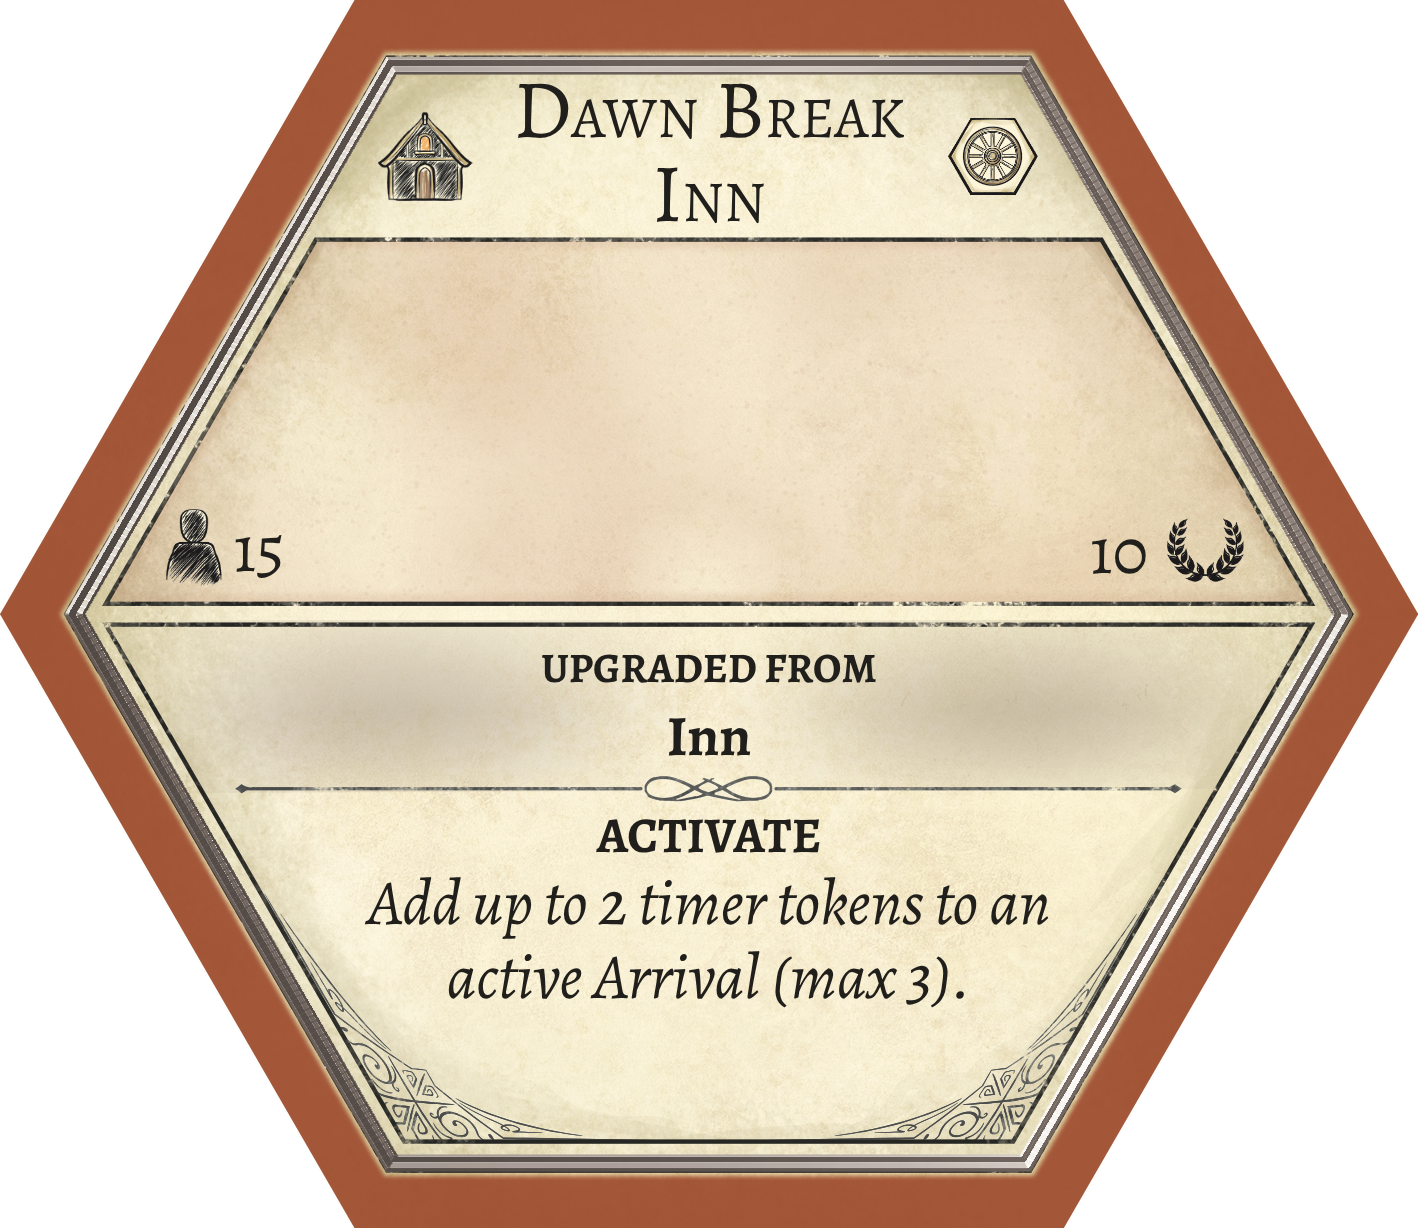 Dawn Break
Inn
15
10
UPGRADED FROM
Inn
ACTIVATE
Add up to 2 timer tokens to an
active Arrival (max 3).